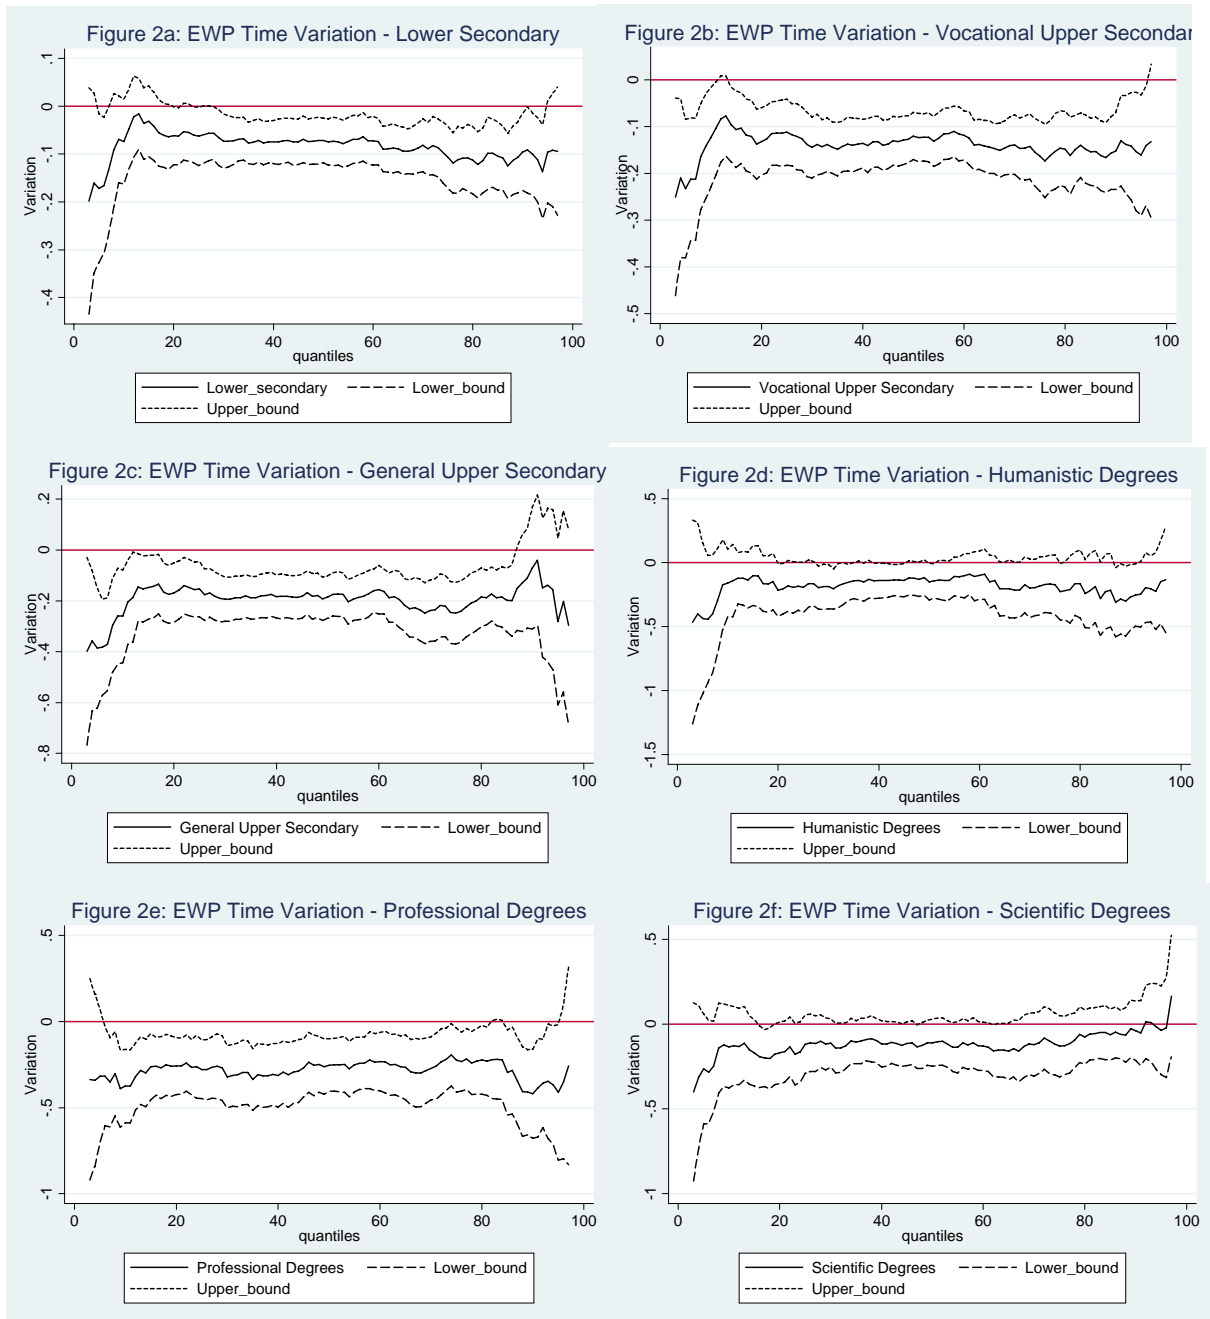 Figure 2a: EWP Time Variation - Lower Secondary
Variation
.1
0
-.1
-.2
-.3
-.4
0 20 40 60 80 100
quantiles
Lower_secondary Lower_bound
Upper_bound
Figure 2b: EWP Time Variation - Vocational Upper Secondar
Variation
0
-.1
-.2
-.3
-.4
-.5
0 20 40 60 80 100
quantiles
Vocational Upper Secondary Lower_bound
Upper_bound
Figure 2c: EWP Time Variation - General Upper Secondary
Variation
.2
0
-.2
-.4
-.6
-.8
0 20 40 60 80 100
quantiles
General Upper Secondary Lower_bound
Upper_bound
Figure 2d: EWP Time Variation - Humanistic Degrees
Variation
.5
0
-.5
-1
-1.5
0 20 40 60 80 100
quantiles
Humanistic Degrees Lower_bound
Upper_bound
Figure 2e: EWP Time Variation - Professional Degrees
Variation
.5
0
-.5
-1
0 20 40 60 80 100
quantiles
Professional Degrees Lower_bound
Upper_bound
Figure 2f: EWP Time Variation - Scientific Degrees
Variation
.5
0
-.5
-1
0 20 40 60 80 100
quantiles
Scientific Degrees Lower_bound
Upper_bound